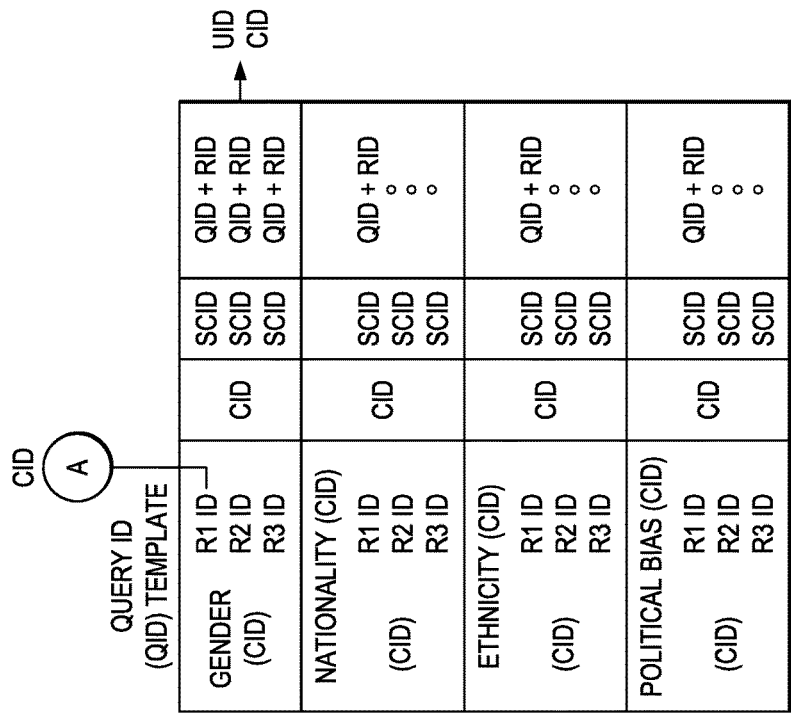 CID
A
QUERY ID
(QID) TEMPLATE
UID
CID
GENDER
(CID)
R1 ID
R2 ID
R3 ID
CID
SCID
SCID
SCID
QID + RID
QID + RID
QID + RID
NATIONALITY (CID)
(CID)
R1 ID
R2 ID
R3 ID
CID
SCID
SCID
SCID
QID + RID
ETHNICITY (CID)
(CID)
R1 ID
R2 ID
R3 ID
CID
SCID
SCID
SCID
QID + RID
POLITICAL BIAS (CID)
(CID)
R1 ID
R2 ID
R3 ID
CID
SCID
SCID
SCID
QID + RID